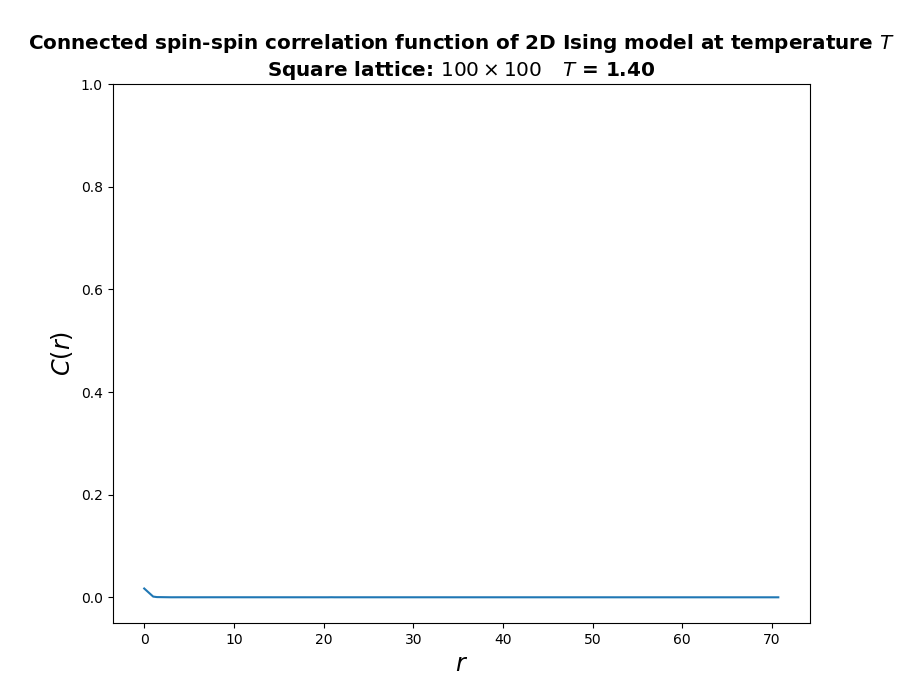 Connected spin-spin correlation function of 2D Ising model at temperature T
Square lattice: 100 × 100 T = 1.40
1.0
0.8
0.6
0.4
0.2
0.0
C(r)
0 10 20 30 40 50 60 70
r